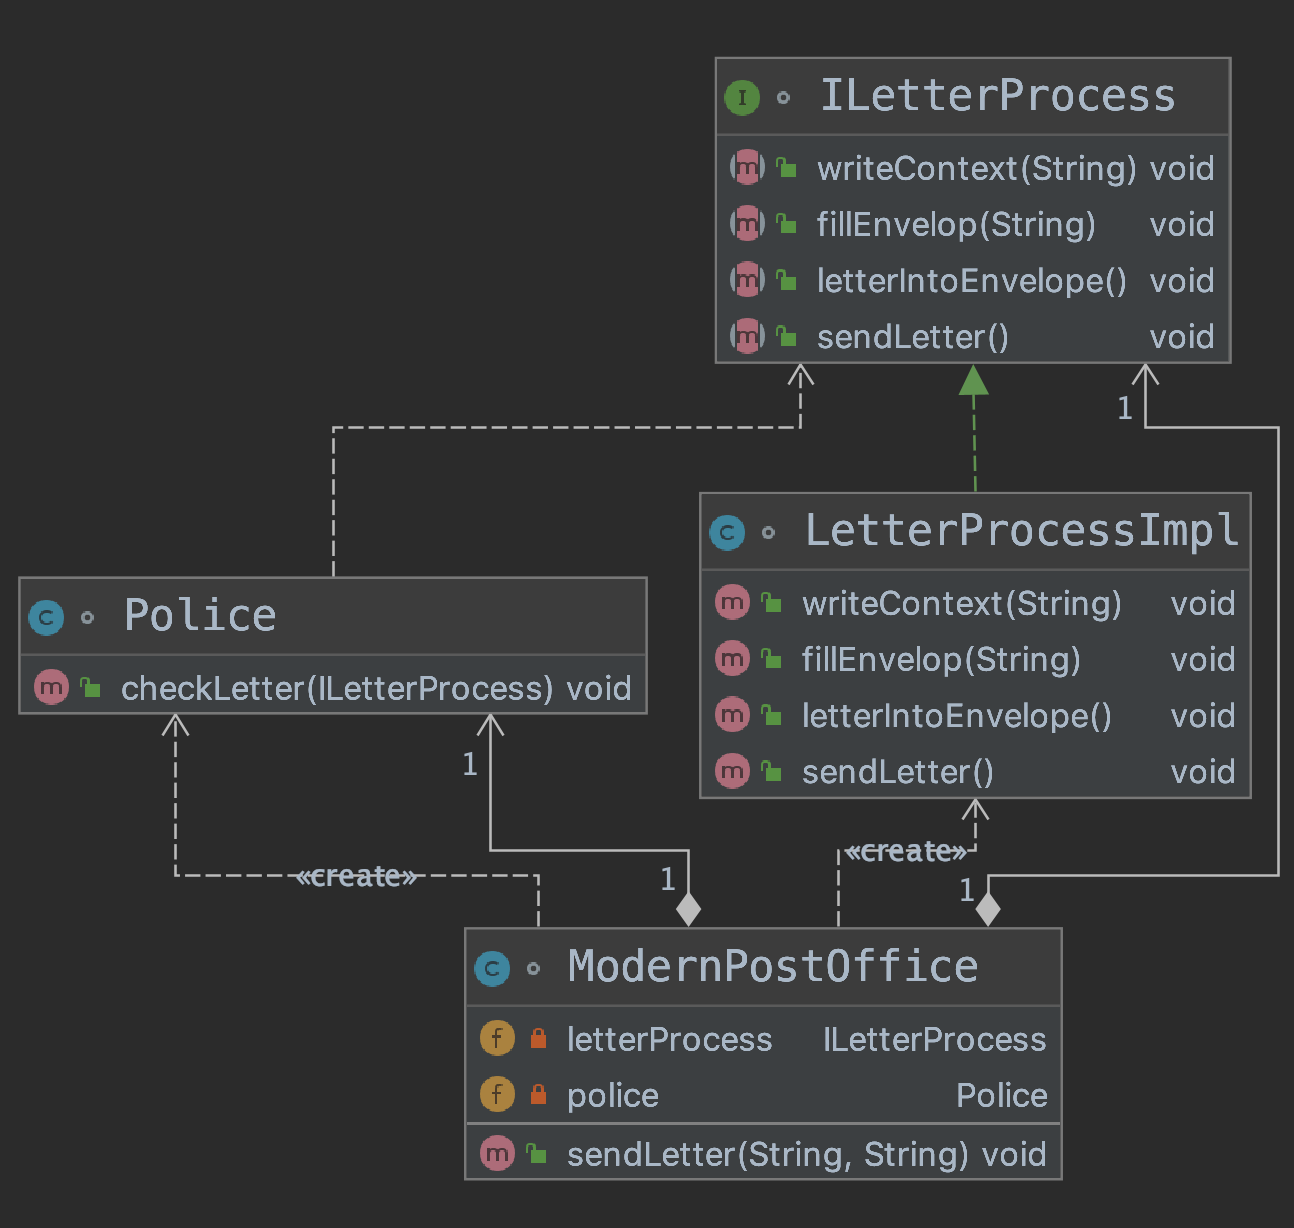 ILetterProcess
writeContext(String) void
fillEnvelop(String) void
letterIntoEnvelope() void
sendLetter() void
1
LetterProcessImpl
writeContext(String) void
fillEnvelop(String) void
letterIntoEnvelope() void
sendLetter() void
Police
checkLetter(ILetterProcess) void
1
«create»
1
«create»
1
ModernPostOffice
letterProcess ILetterProcess
police Police
sendLetter(String, String) void